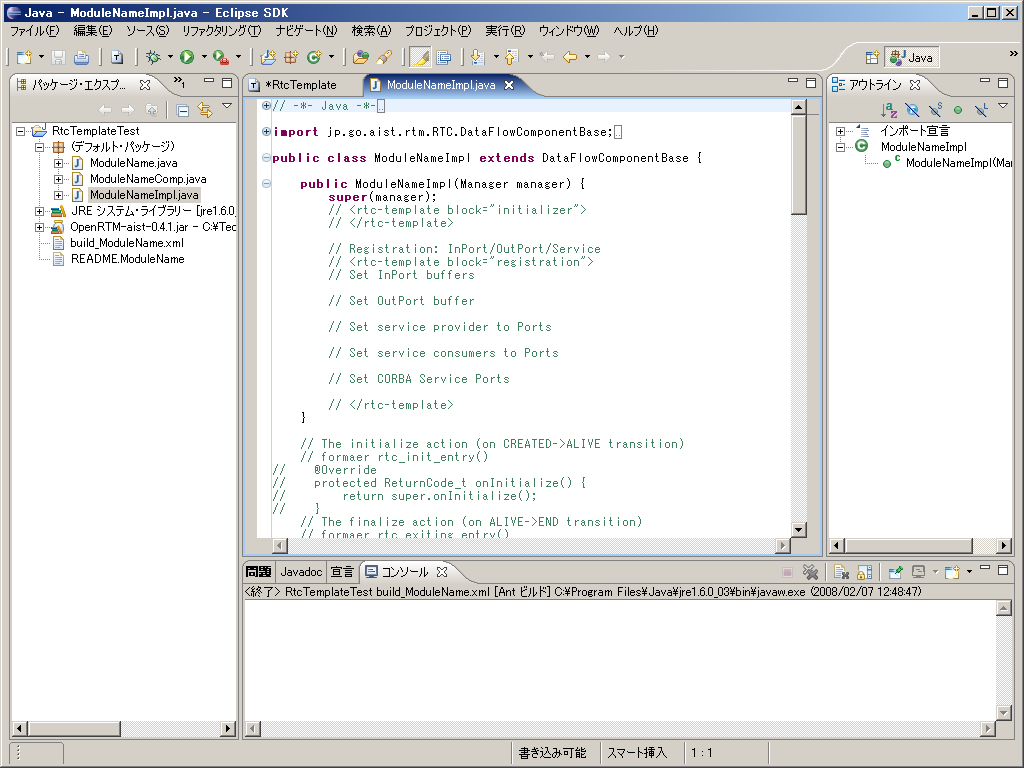 Java - ModuleNameImpl.java - Eclipse SDK
ファイル(F) 編集(E) ソース(S) リファクタリング(T) ナビゲート(N) 検索(A) プロジェクト(P) 実行(R) ウィンドウ(W) ヘルプ(H)
Java
パッケージ・エクスプ...
1
RtcTemplateTest
(デフォルト・パッケージ)
ModuleName.java
ModuleNameComp.java
ModuleNameImpl.java
JRE システム・ライブラリー [jre1.6.0_
OpenRTM-aist-0.4.1.jar - C:¥Tec
build_ModuleName.xml
README.ModuleName
*RtcTemplate
ModuleNameImpl.java
// -*- Java -*-
import jp.go.aist.rtm.RTC.DataFlowComponentBase;
public class ModuleNameImpl extends DataFlowComponentBase {
public ModuleNameImpl(Manager manager) {
super(manager);
// <rtc-template block="initializer">
// </rtc-template>
// Registration: InPort/OutPort/Service
// <rtc-template block="registration">
// Set InPort buffers
// Set OutPort buffer
// Set service provider to Ports
// Set service consumers to Ports
// Set CORBA Service Ports
// </rtc-template>
}
// The initialize action (on CREATED->ALIVE transition)
// formaer rtc_init_entry()
// @Override
// protected ReturnCode_t onInitialize() {
// return super.onInitialize();
// }
// The finalize action (on ALIVE->END transition)
// formaer rtc_exiting_entry()
アウトライン
インポート宣言
ModuleNameImpl
ModuleNameImpl(Mar
問題 Javadoc 宣言 コンソール
<終了> RtcTemplateTest build_ModuleName.xml [Ant ビルド] C:¥Program Files¥Java¥jre1.6.0_03¥bin¥javaw.exe (2008/02/07 12:48:47)
書き込み可能 スマート挿入 1 : 1